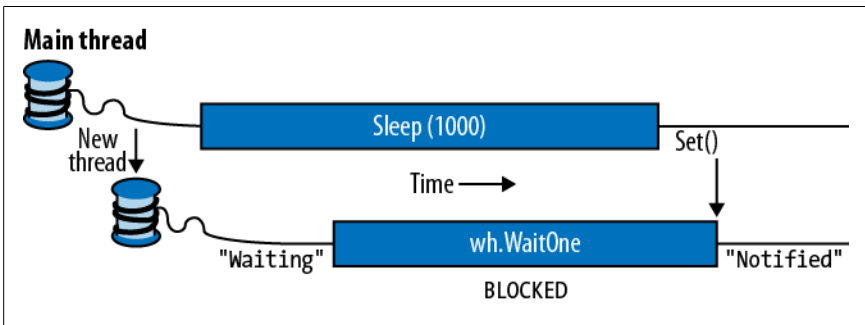 Main thread
Sleep (1000)
New
thread
Set()
Time
wh.WaitOne
"Waiting"
"Notified"
BLOCKED